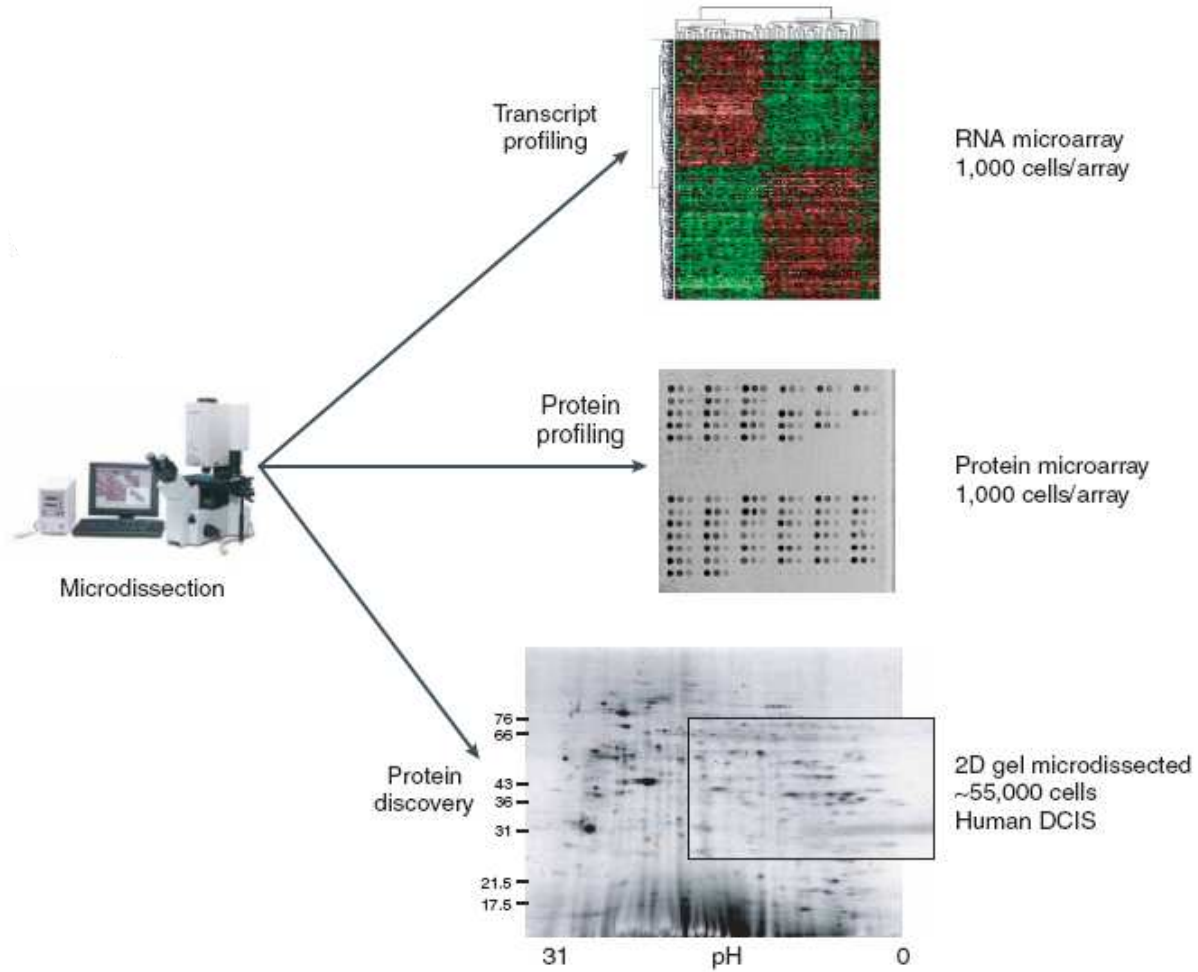 Transcript
profiling
RNA microarray
1,000 cells/array
Protein
profiling
Protein microarray
1,000 cells/array
Microdissection
Protein
discovery
76
66
43
36
31
21.5
17.5
2D gel microdissected
~55,000 cells
Human DCIS
31
pH
0